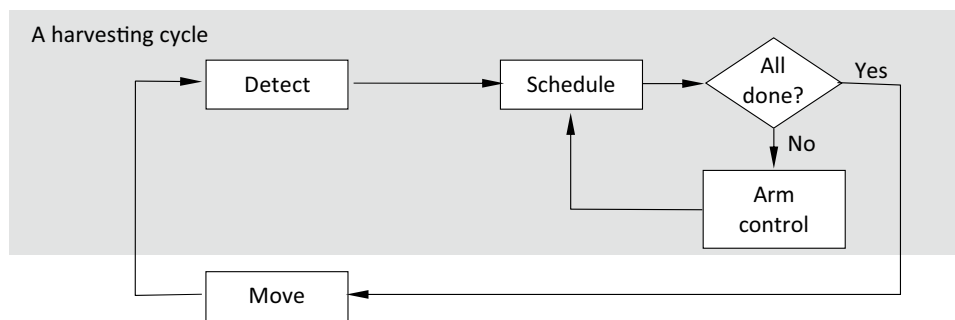 A harvesting cycle
Detect
Schedule
All
done?
Yes
No
Arm
control
Move